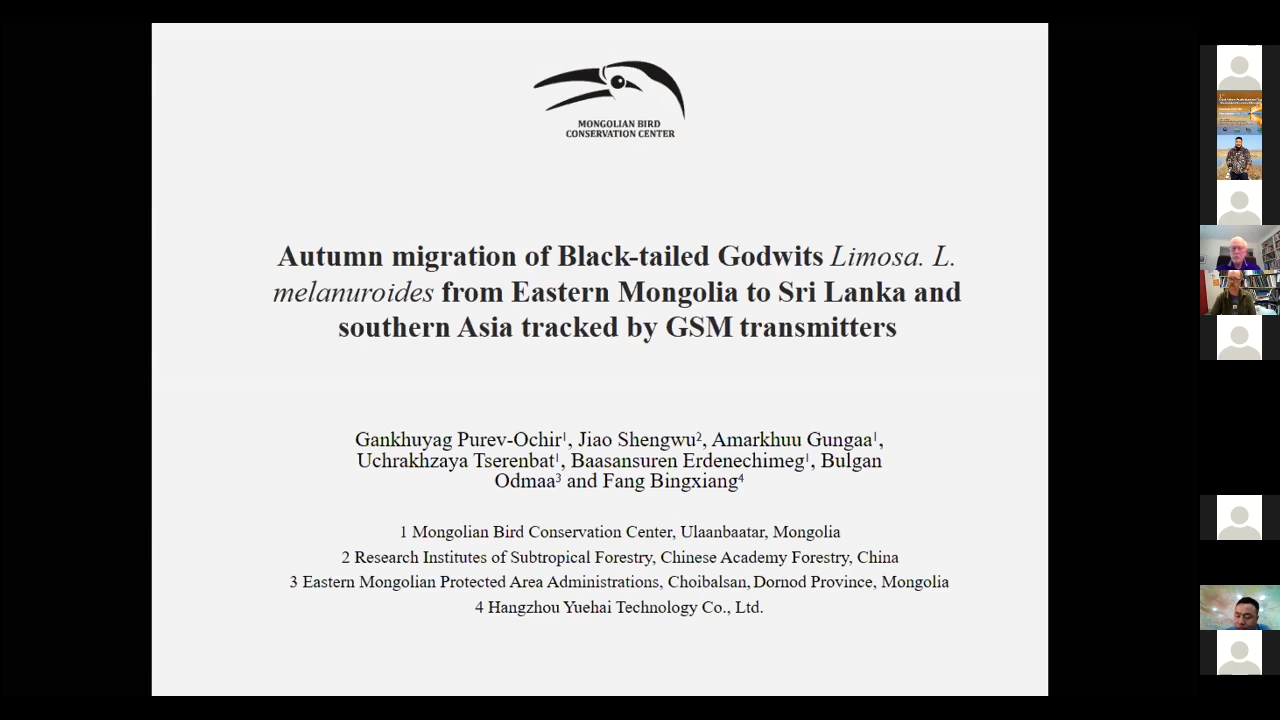 MONGOLIAN BIRD
CONSERVATION CENTER
Autumn migration of Black-tailed Godwits Limosa. L.
melanuroides from Eastern Mongolia to Sri Lanka and
southern Asia tracked by GSM transmitters
Gankhuyag Purev-Ochir¹, Jiao Shengwu², Amarkhuu Gungaa¹,
Uchrakhzaya Tserenbat¹, Baasansuren Erdenechimeg¹, Bulgan
Odmaa³ and Fang Bingxiang⁴
1 Mongolian Bird Conservation Center, Ulaanbaatar, Mongolia
2 Research Institutes of Subtropical Forestry, Chinese Academy Forestry, China
3 Eastern Mongolian Protected Area Administrations, Choibalsan, Dornod Province, Mongolia
4 Hangzhou Yuehai Technology Co., Ltd.